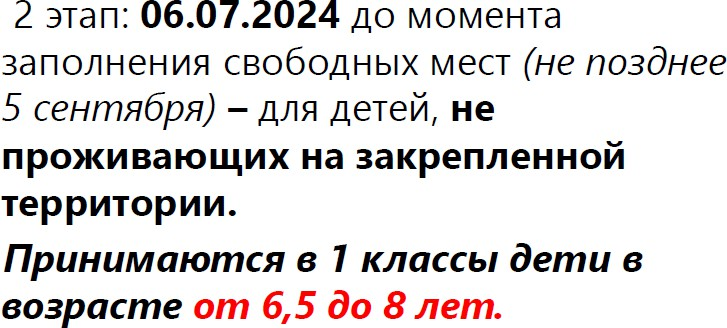 2 этап: 06.07.2024 до момента
заполнения свободных мест (не позднее
5 сентября) – для детей, не
проживающих на закрепленной
территории.
Принимаются в 1 классы дети в
возрасте от 6,5 до 8 лет.